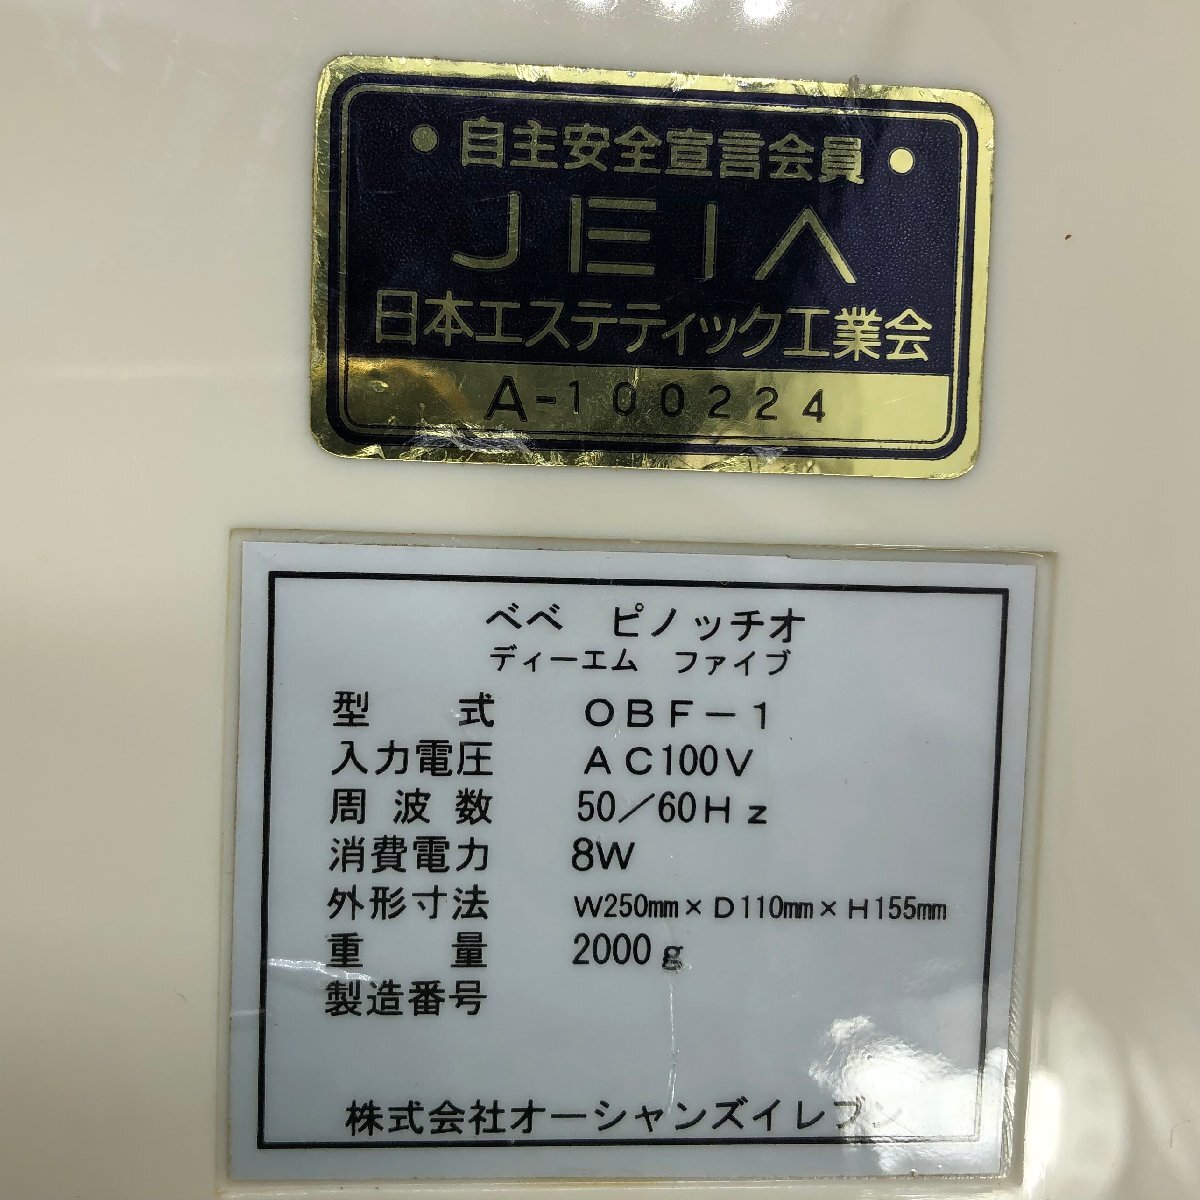 ● 自主安全宣言会員 ●
JEIA
日本エステティック工業会
A-100224
ベベ ピノッチオ
ディーエム ファイブ
型 式 OBF-1
入力電圧 AC100V
周波数 50/60Hz
消費電力 8W
外形寸法 W250mm×D110mm×H155mm
重 量 2000g
製造番号
株式会社オーシャンズイレブン